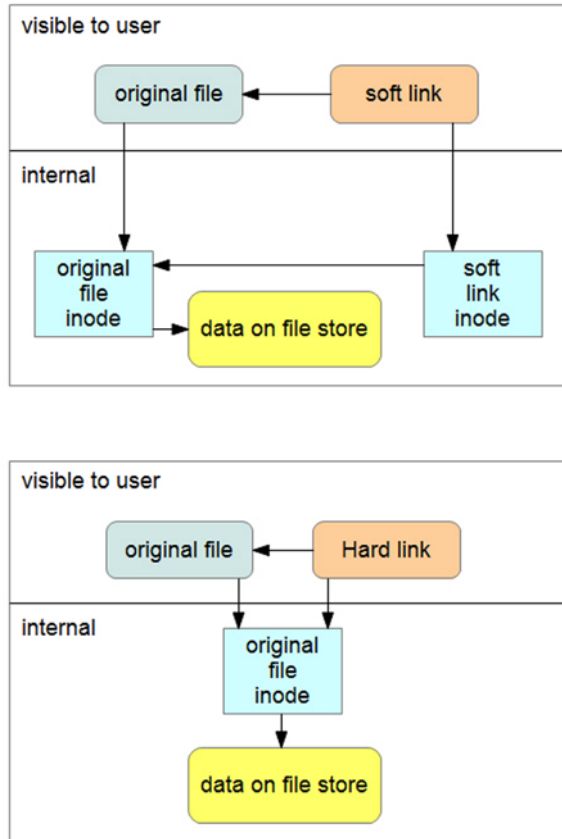 visible to user
original file
soft link
internal
original
file
inode
soft
link
inode
data on file store
visible to user
original file
Hard link
internal
original
file
inode
data on file store